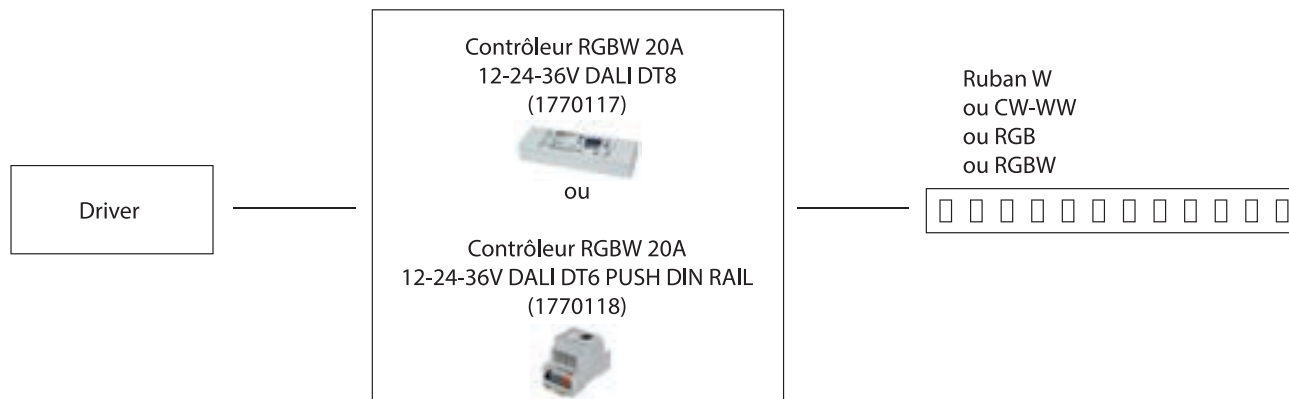 Driver
Contrôleur RGBW 20A
12-24-36V DALI DT8
(1770117)
ou
Contrôleur RGBW 20A
12-24-36V DALI DT6 PUSH DIN RAIL
(1770118)
Ruban W
ou CW-WW
ou RGB
ou RGBW